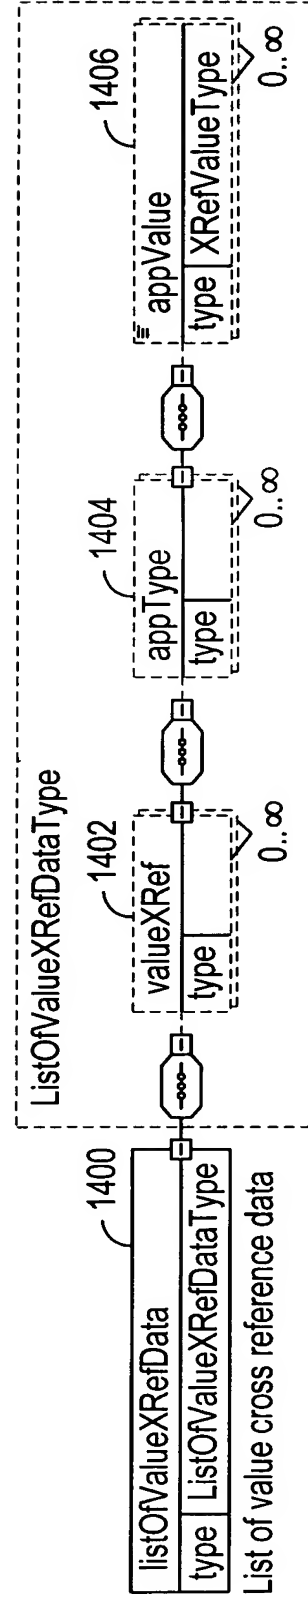 ListOfValueXRefDataType
1400
listOfValueXRefData
type ListOfValueXRefDataType
List of value cross reference data
1402
valueXRef
type
0..∞
1404
appType
type
0..∞
1406
appValue
type XRefValueType
0..∞